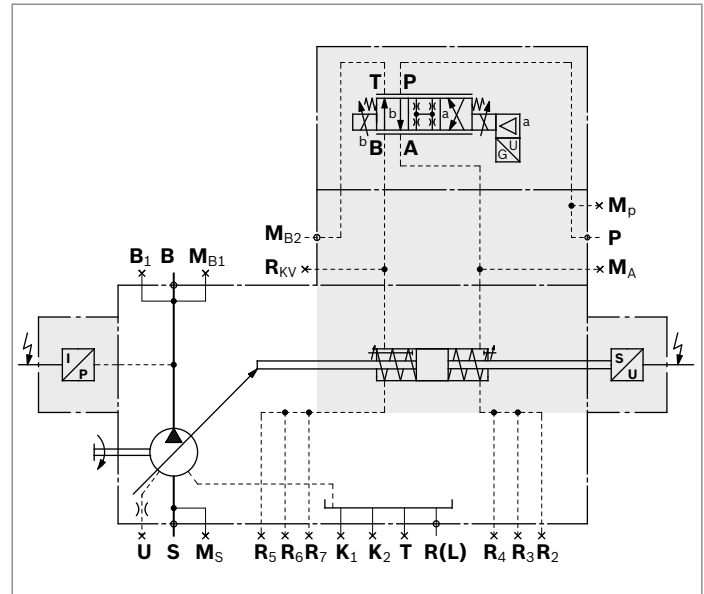 T P
b a a
b B A
U
G
M_p
M_B2 P
B_1 B M_B1 R_KV M_A
I
P
S
U
U S M_S R_5 R_6 R_7 K_1 K_2 T R(L) R_4 R_3 R_2